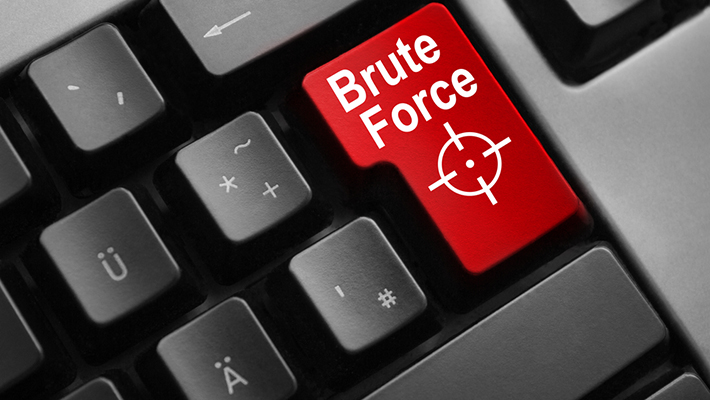 Brute
Force
←
´ `
~
* +
Ü
' #
Ä